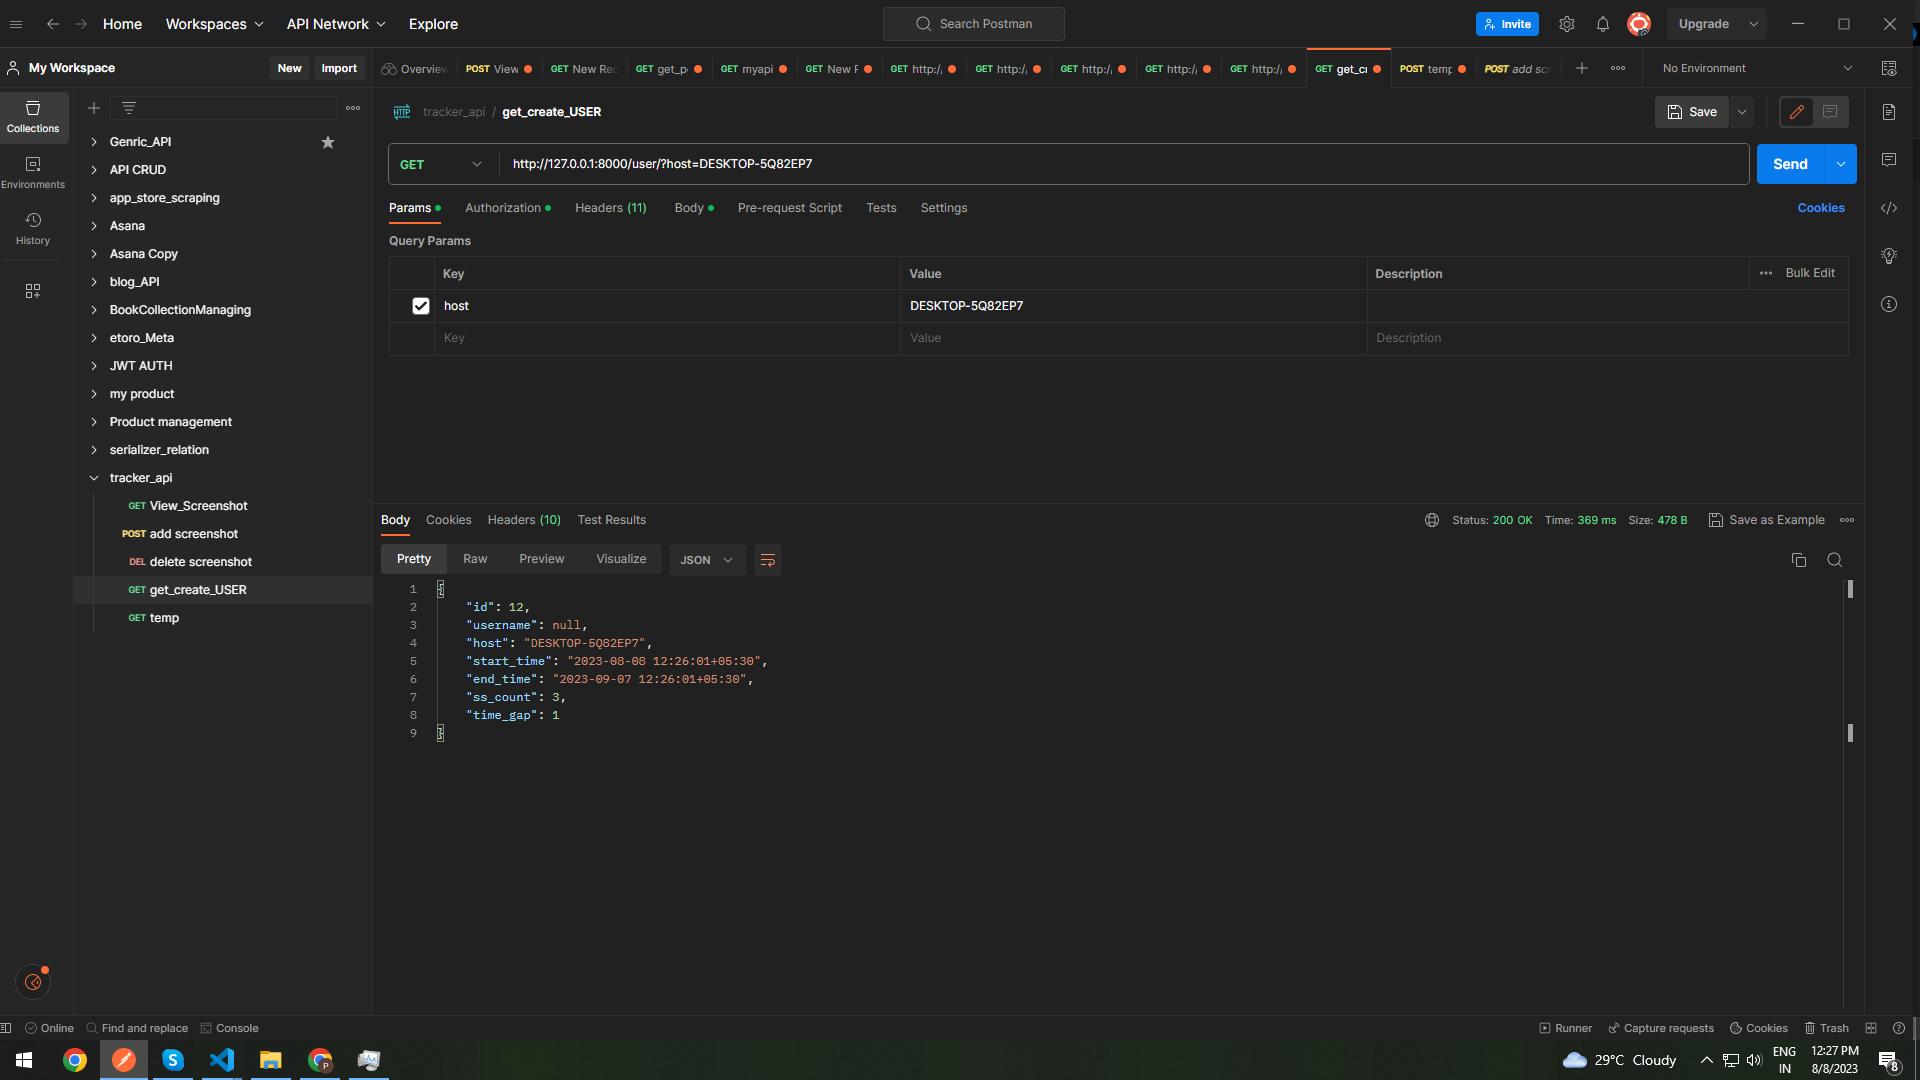 Home Workspaces API Network Explore Search Postman Invite Upgrade
My Workspace New Import Overview POST View GET New Rec GET get_p GET myapi GET New F GET http:/ GET http:/ GET http:/ GET http:/ GET http:/ GET get_cr POST temp POST add scr No Environment
Collections
Environments
History
Genric_API
API CRUD
app_store_scraping
Asana
Asana Copy
blog_API
BookCollectionManaging
etoro_Meta
JWT AUTH
my product
Product management
serializer_relation
tracker_api
GET View_Screenshot
POST add screenshot
DEL delete screenshot
GET get_create_USER
GET temp
HTTP tracker_api / get_create_USER Save
GET http://127.0.0.1:8000/user/?host=DESKTOP-5Q82EP7 Send
Params Authorization Headers (11) Body Pre-request Script Tests Settings Cookies
Query Params
Key Value Description Bulk Edit
host DESKTOP-5Q82EP7
Key Value Description
Body Cookies Headers (10) Test Results Status: 200 OK Time: 369 ms Size: 478 B Save as Example
Pretty Raw Preview Visualize JSON
1 {
2 "id": 12,
3 "username": null,
4 "host": "DESKTOP-5Q82EP7",
5 "start_time": "2023-08-08 12:26:01+05:30",
6 "end_time": "2023-09-07 12:26:01+05:30",
7 "ss_count": 3,
8 "time_gap": 1
9 }
Online Find and replace Console Runner Capture requests Cookies Trash
29°C Cloudy ENG IN 12:27 PM 8/8/2023 8